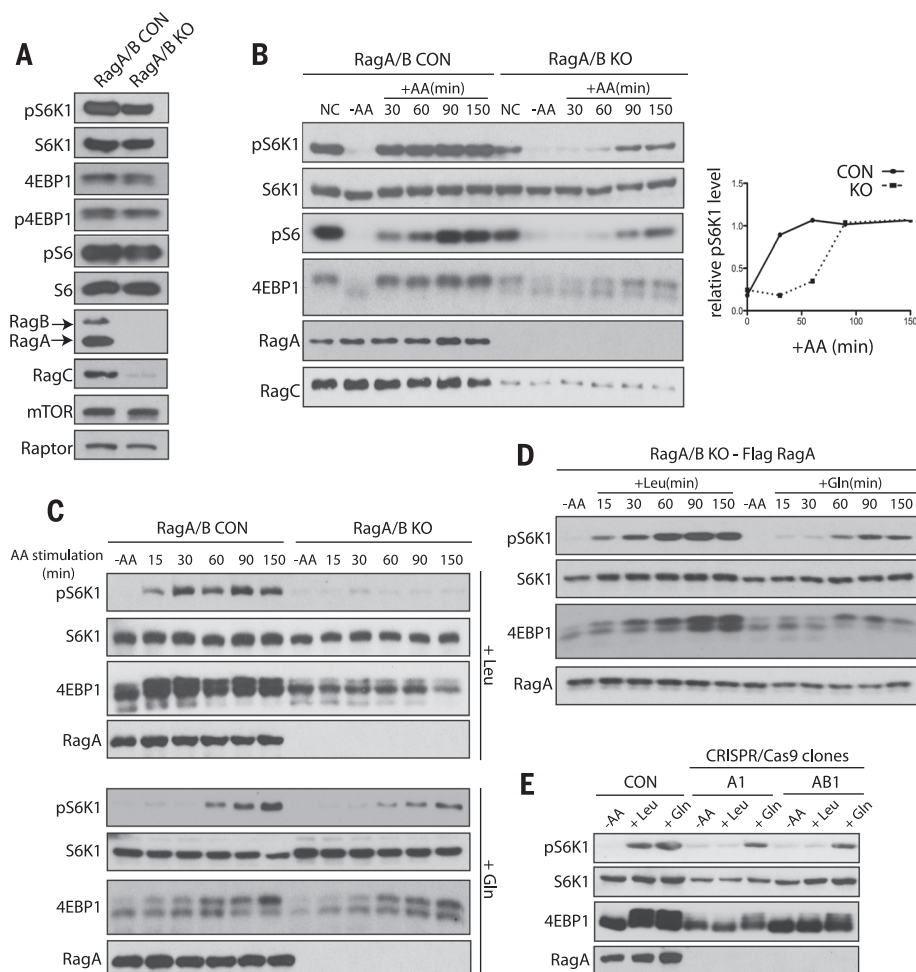 A
RagA/B CON
RagA/B KO
pS6K1
S6K1
4EBP1
p4EBP1
pS6
S6
RagB
RagA
RagC
mTOR
Raptor
B
RagA/B CON RagA/B KO
+AA(min) +AA(min)
NC -AA 30 60 90 150 NC -AA 30 60 90 150
pS6K1
S6K1
pS6
4EBP1
RagA
RagC
CON
KO
relative pS6K1 level
1.5
1.0
0.5
0.0
0 50 100 150
+AA (min)
C
RagA/B CON RagA/B KO
AA stimulation
(min)
-AA 15 30 60 90 150 -AA 15 30 60 90 150
pS6K1
S6K1
4EBP1
RagA
+ Leu
pS6K1
S6K1
4EBP1
RagA
+ Gln
D
RagA/B KO - Flag RagA
+Leu(min) +Gln(min)
-AA 15 30 60 90 150 -AA 15 30 60 90 150
pS6K1
S6K1
4EBP1
RagA
E
CRISPR/Cas9 clones
CON A1 AB1
-AA + Leu + Gln -AA + Leu + Gln -AA + Leu + Gln
pS6K1
S6K1
4EBP1
RagA